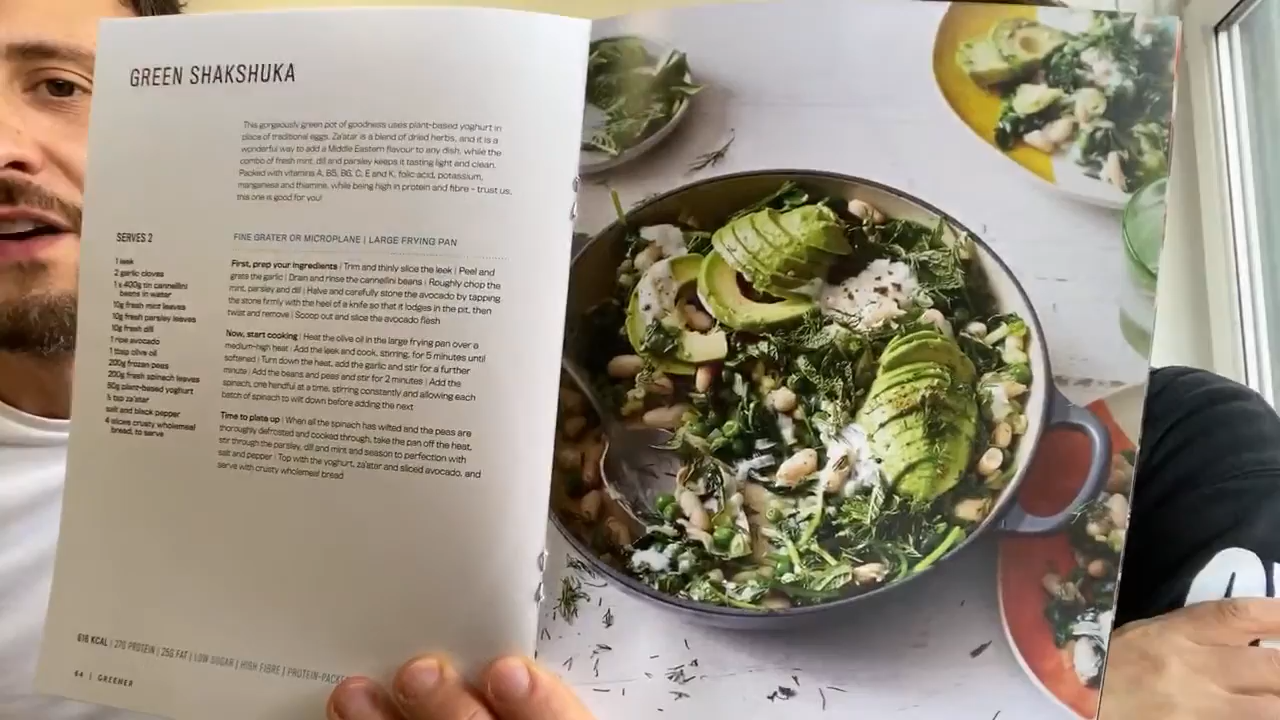 GREEN SHAKSHUKA
This gorgeously green pot of goodness uses plant-based yoghurt in
place of traditional eggs. Za'atar is a blend of dried herbs, and it is a
wonderful way to add a Middle Eastern flavour to any dish, while the
combo of fresh mint, dill and parsley keeps it tasting light and clean.
Packed with vitamins A, B5, B6, C, E and K, folic acid, potassium,
manganese and thiamine, while being high in protein and fibre – trust us,
this one is good for you!
SERVES 2
1 leek
2 garlic cloves
1 x 400g tin cannellini
beans in water
10g fresh mint leaves
10g fresh parsley leaves
10g fresh dill
1 ripe avocado
1 tbsp olive oil
200g frozen peas
200g fresh spinach leaves
50g plant-based yoghurt
½ tsp za'atar
salt and black pepper
4 slices crusty wholemeal
bread, to serve
FINE GRATER OR MICROPLANE | LARGE FRYING PAN
First, prep your ingredients | Trim and thinly slice the leek | Peel and
grate the garlic | Drain and rinse the cannellini beans | Roughly chop the
mint, parsley and dill | Halve and carefully stone the avocado by tapping
the stone firmly with the heel of a knife so that it lodges in the pit, then
twist and remove | Scoop out and slice the avocado flesh
Now, start cooking | Heat the olive oil in the large frying pan over a
medium-high heat | Add the leek and cook, stirring, for 5 minutes until
softened | Turn down the heat, add the garlic and stir for a further
minute | Add the beans and peas and stir for 2 minutes | Add the
spinach, one handful at a time, stirring constantly and allowing each
batch of spinach to wilt down before adding the next
Time to plate up | When all the spinach has wilted and the peas are
thoroughly defrosted and cooked through, take the pan off the heat,
stir through the parsley, dill and mint and season to perfection with
salt and pepper | Top with the yoghurt, za'atar and sliced avocado, and
serve with crusty wholemeal bread
616 KCAL | 27G PROTEIN | 25G FAT | LOW SUGAR | HIGH FIBRE | PROTEIN-PACKE
64 | GREENER